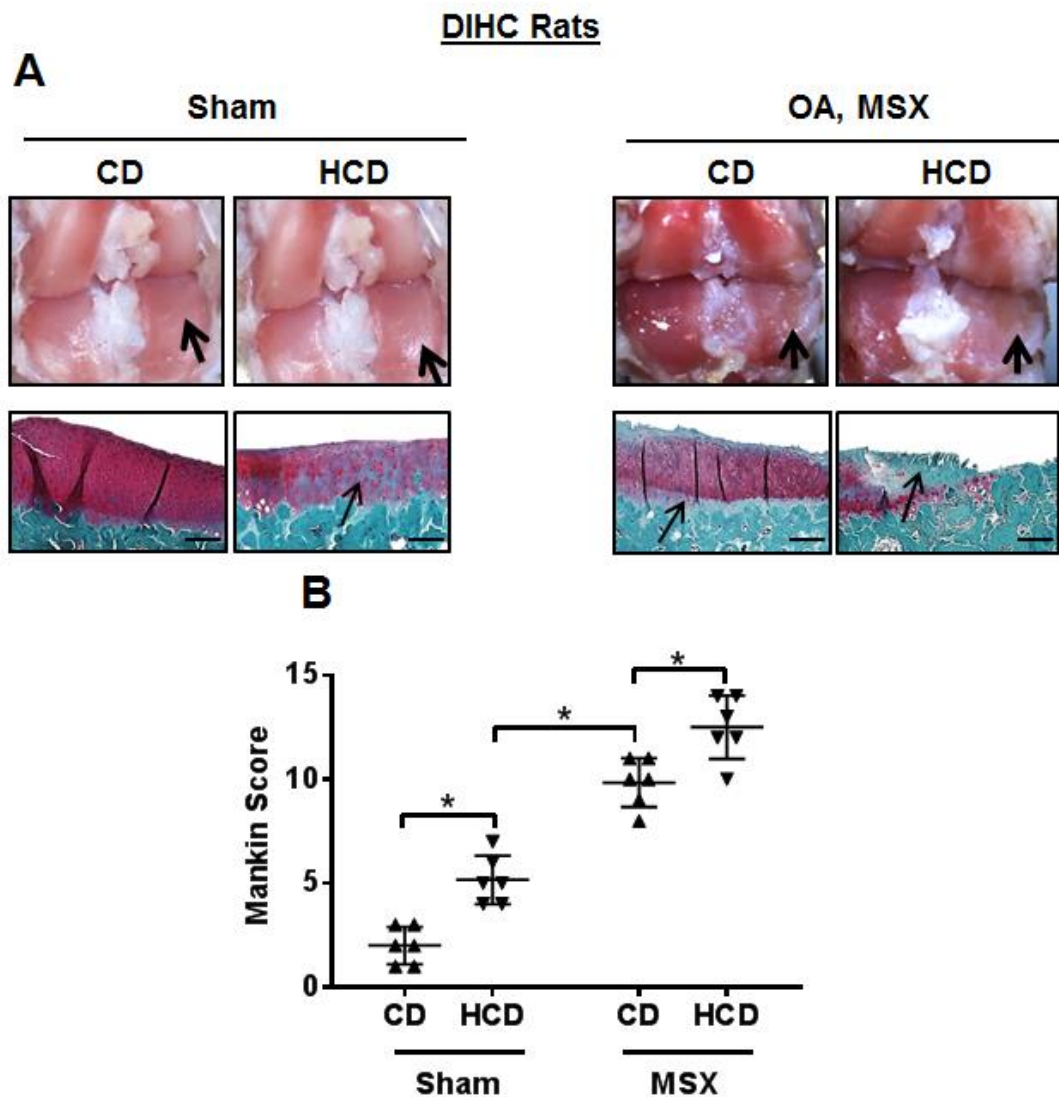 DIHC Rats
A
Sham
OA, MSX
CD HCD
CD HCD
B
15
10
5
0
Mankin Score
*
*
*
CD HCD CD HCD
Sham MSX